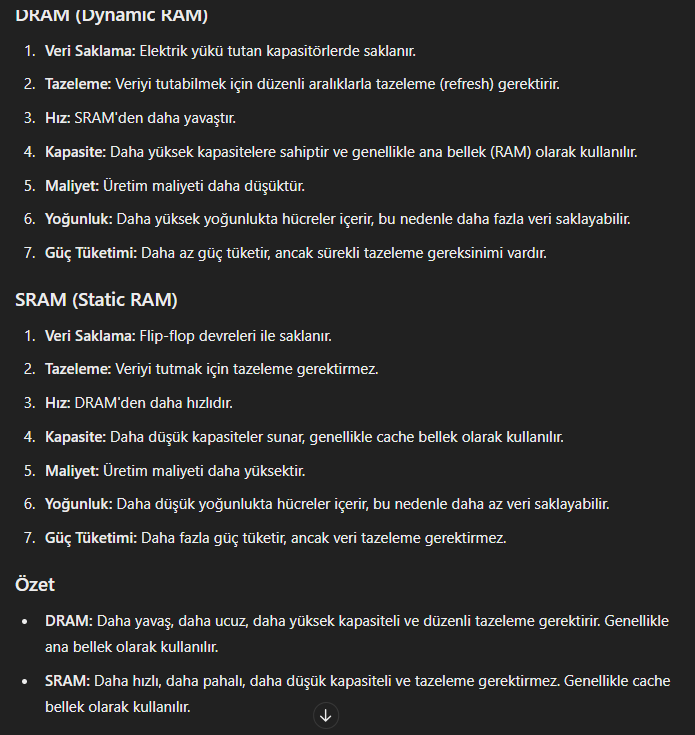 DRAM (Dynamic RAM)
1. Veri Saklama: Elektrik yükü tutan kapasitörlerde saklanır.
2. Tazeleme: Veriyi tutabilmek için düzenli aralıklarla tazeleme (refresh) gerektirir.
3. Hız: SRAM'den daha yavaştır.
4. Kapasite: Daha yüksek kapasitelere sahiptir ve genellikle ana bellek (RAM) olarak kullanılır.
5. Maliyet: Üretim maliyeti daha düşüktür.
6. Yoğunluk: Daha yüksek yoğunlukta hücreler içerir, bu nedenle daha fazla veri saklayabilir.
7. Güç Tüketimi: Daha az güç tüketir, ancak sürekli tazeleme gereksinimi vardır.
SRAM (Static RAM)
1. Veri Saklama: Flip-flop devreleri ile saklanır.
2. Tazeleme: Veriyi tutmak için tazeleme gerektirmez.
3. Hız: DRAM'den daha hızlıdır.
4. Kapasite: Daha düşük kapasiteler sunar, genellikle cache bellek olarak kullanılır.
5. Maliyet: Üretim maliyeti daha yüksektir.
6. Yoğunluk: Daha düşük yoğunlukta hücreler içerir, bu nedenle daha az veri saklayabilir.
7. Güç Tüketimi: Daha fazla güç tüketir, ancak veri tazeleme gerektirmez.
Özet
• DRAM: Daha yavaş, daha ucuz, daha yüksek kapasiteli ve düzenli tazeleme gerektirir. Genellikle
ana bellek olarak kullanılır.
• SRAM: Daha hızlı, daha pahalı, daha düşük kapasiteli ve tazeleme gerektirmez. Genellikle cache
bellek olarak kullanılır.